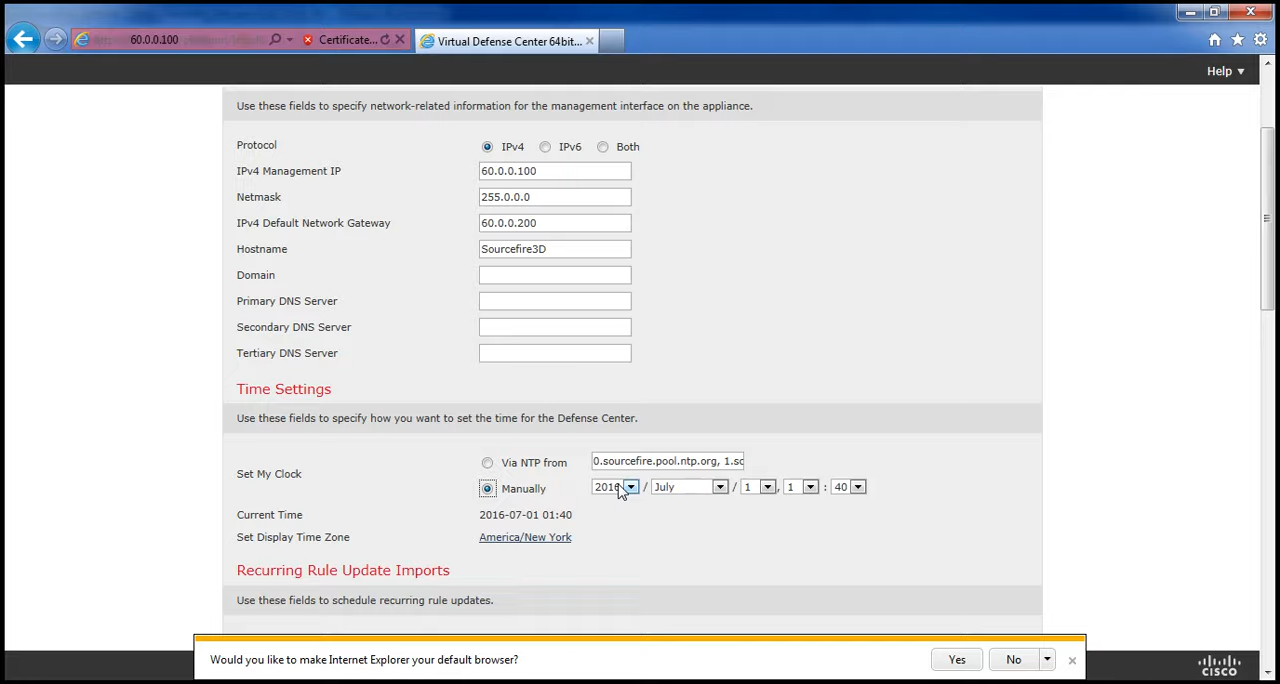 60.0.0.100
Certificate...
Virtual Defense Center 64bit...
Help
Use these fields to specify network-related information for the management interface on the appliance.
Protocol IPv4 IPv6 Both
IPv4 Management IP 60.0.0.100
Netmask 255.0.0.0
IPv4 Default Network Gateway 60.0.0.200
Hostname Sourcefire3D
Domain
Primary DNS Server
Secondary DNS Server
Tertiary DNS Server
Time Settings
Use these fields to specify how you want to set the time for the Defense Center.
Set My Clock
Via NTP from 0.sourcefire.pool.ntp.org, 1.so
Manually 2016 / July / 1 , 1 : 40
Current Time 2016-07-01 01:40
Set Display Time Zone America/New York
Recurring Rule Update Imports
Use these fields to schedule recurring rule updates.
Would you like to make Internet Explorer your default browser? Yes No
CISCO